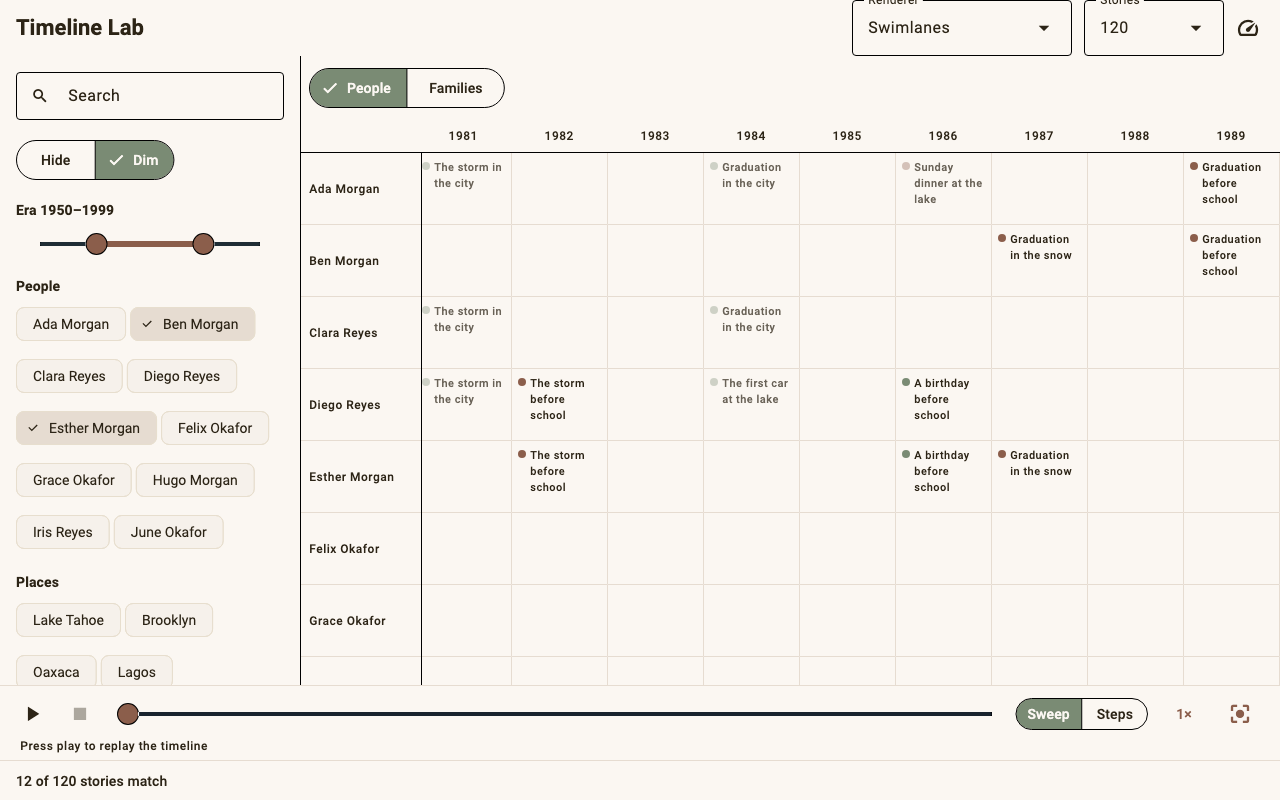 Timeline Lab
Renderer
Swimlanes
Stories
120
Search
Hide
Dim
Era 1950–1999
People
Ada Morgan
Ben Morgan
Clara Reyes
Diego Reyes
Esther Morgan
Felix Okafor
Grace Okafor
Hugo Morgan
Iris Reyes
June Okafor
Places
Lake Tahoe
Brooklyn
Oaxaca
Lagos
People
Families
1981 1982 1983 1984 1985 1986 1987 1988 1989
Ada Morgan
The storm in
the city
Graduation
in the city
Sunday
dinner at the
lake
Graduation
before
school
Ben Morgan
Graduation
in the snow
Graduation
before
school
Clara Reyes
The storm in
the city
Graduation
in the city
Diego Reyes
The storm in
the city
The storm
before
school
The first car
at the lake
A birthday
before
school
Esther Morgan
The storm
before
school
A birthday
before
school
Graduation
in the snow
Felix Okafor
Grace Okafor
Sweep
Steps
1×
Press play to replay the timeline
12 of 120 stories match